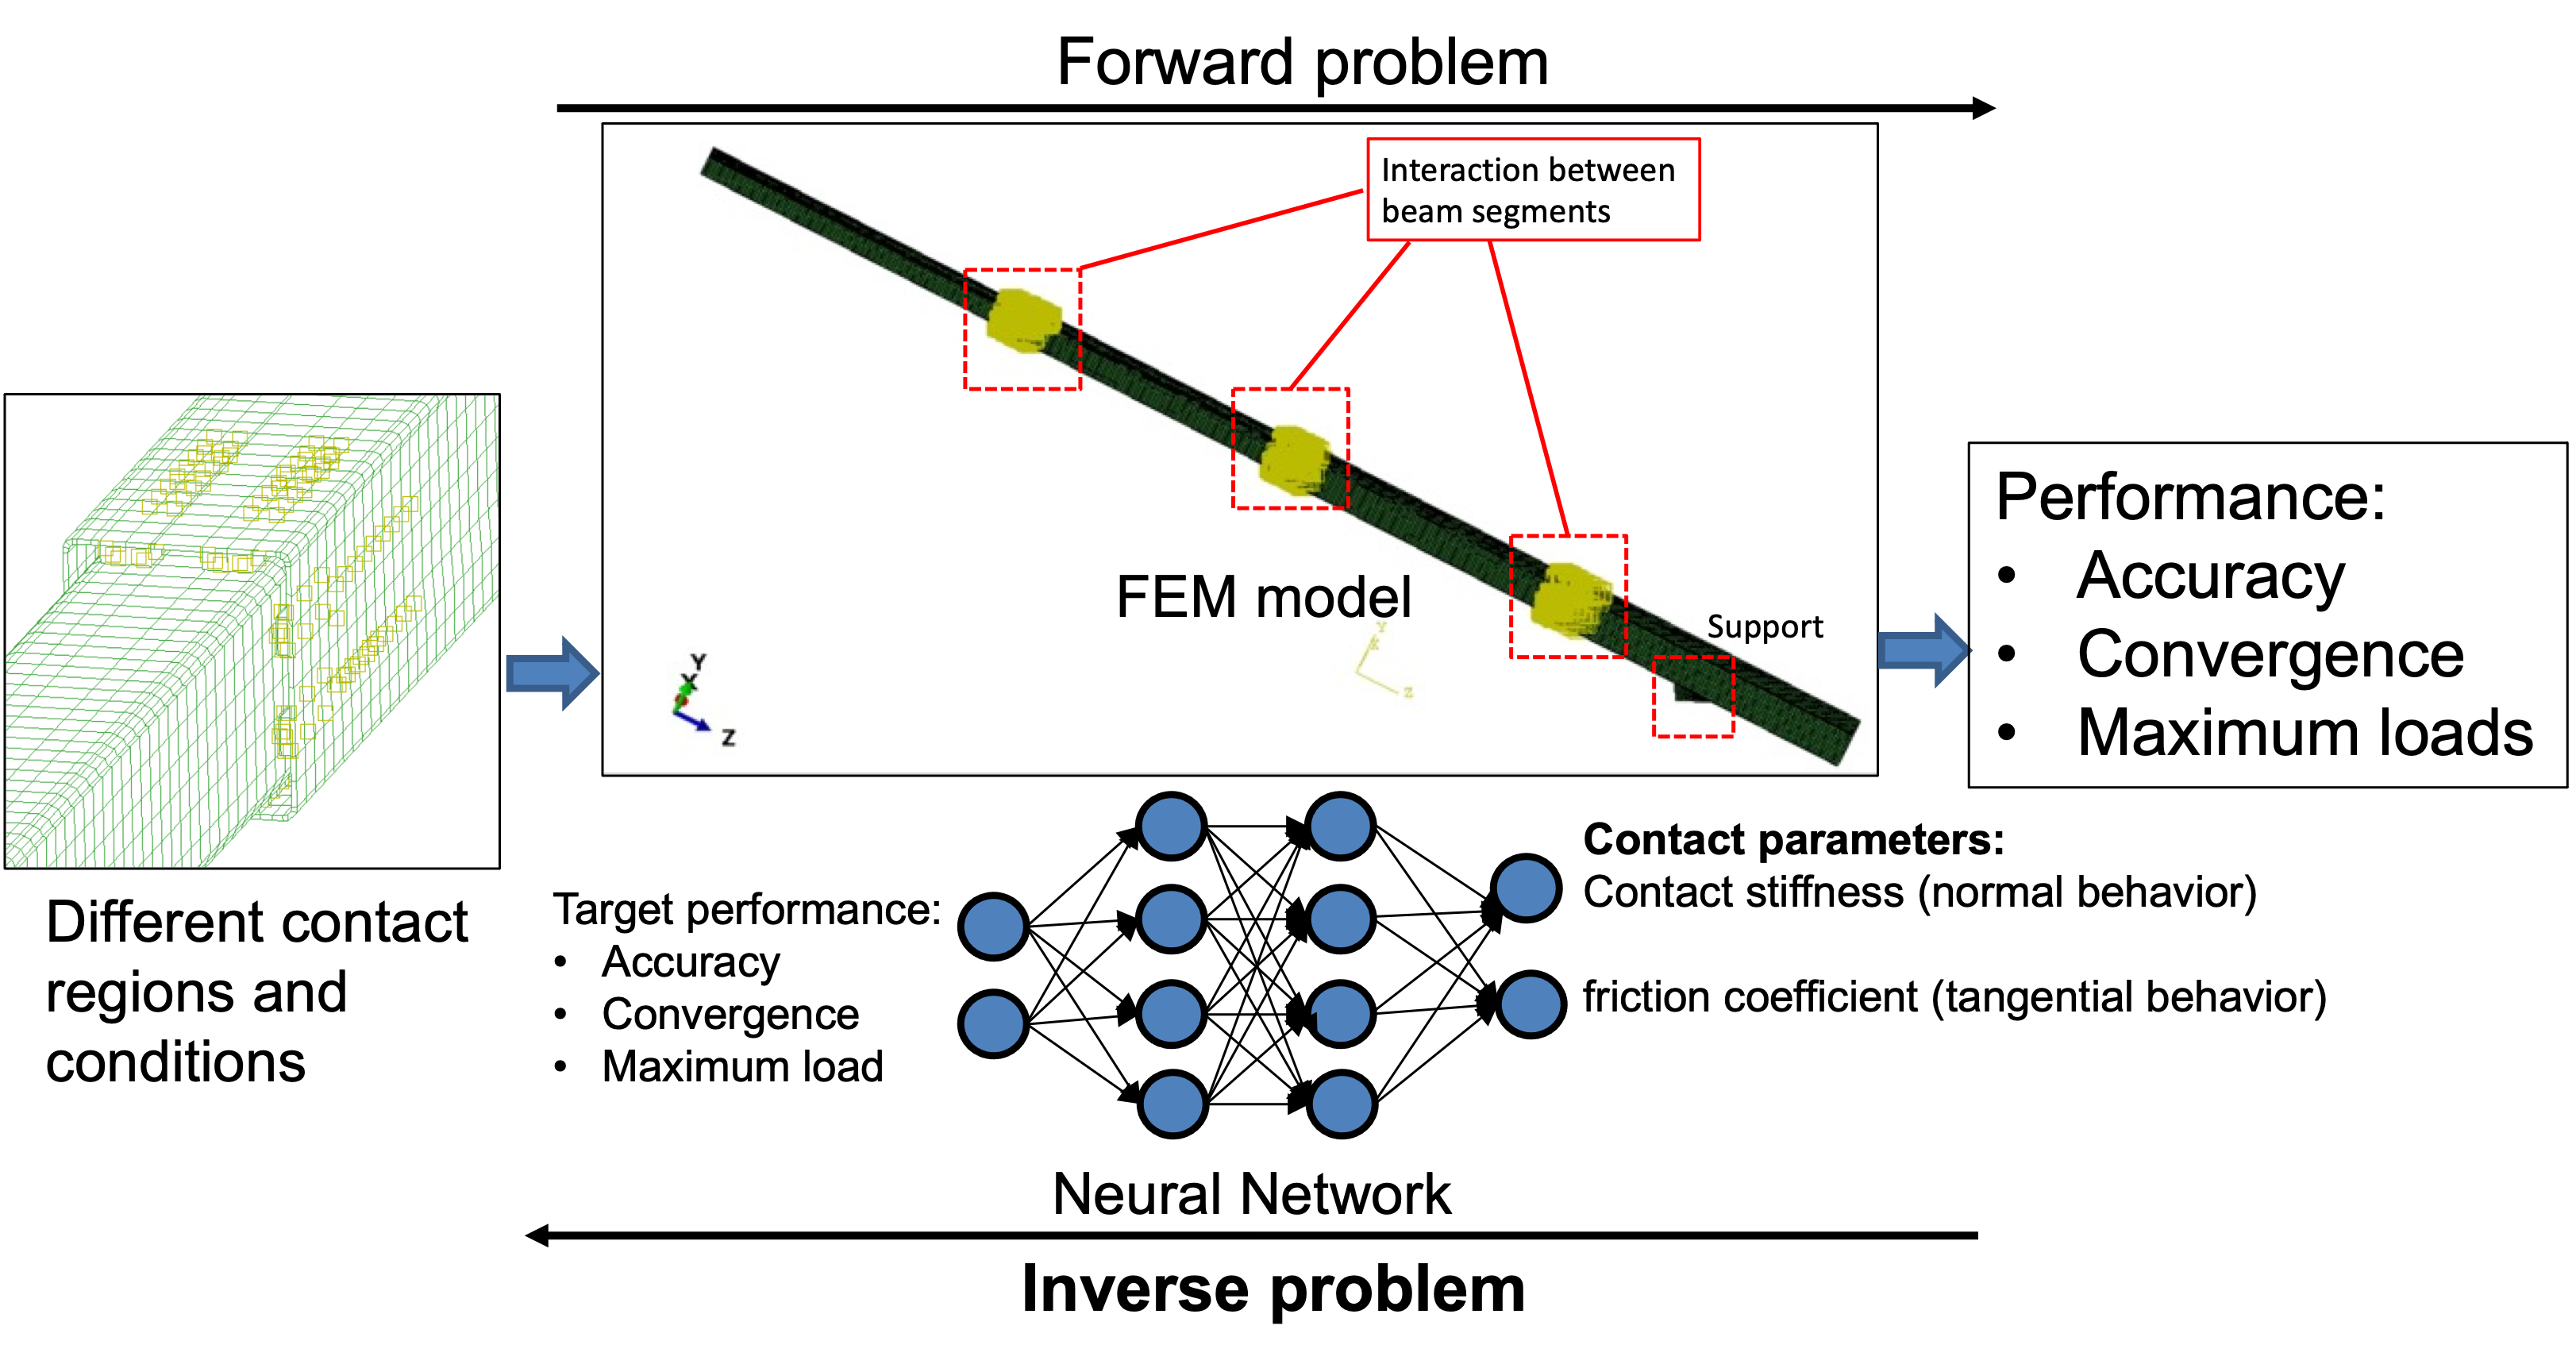 Forward problem
Interaction between
beam segments
FEM model
Support
Y
X
Z
Y
Z
Performance:
• Accuracy
• Convergence
• Maximum loads
Different contact
regions and
conditions
Target performance:
• Accuracy
• Convergence
• Maximum load
Contact parameters:
Contact stiffness (normal behavior)
friction coefficient (tangential behavior)
Neural Network
Inverse problem